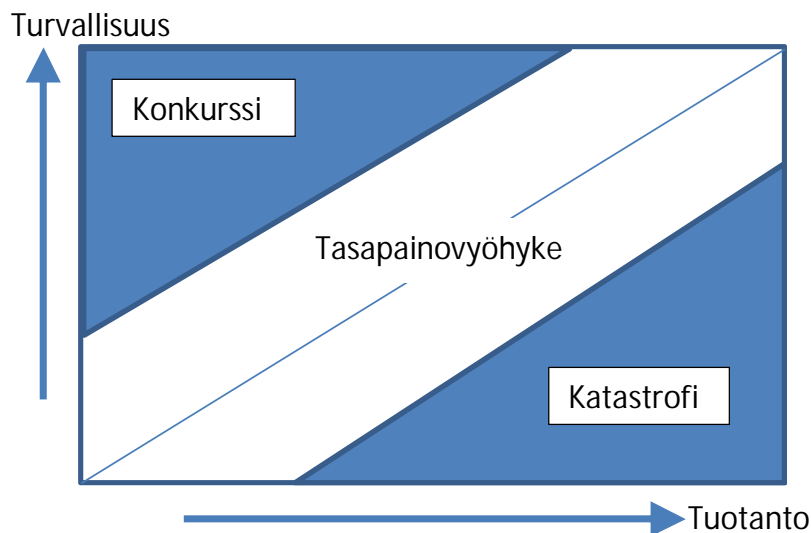 Turvallisuus
Konkurssi
Tasapainovyöhyke
Katastrofi
Tuotanto